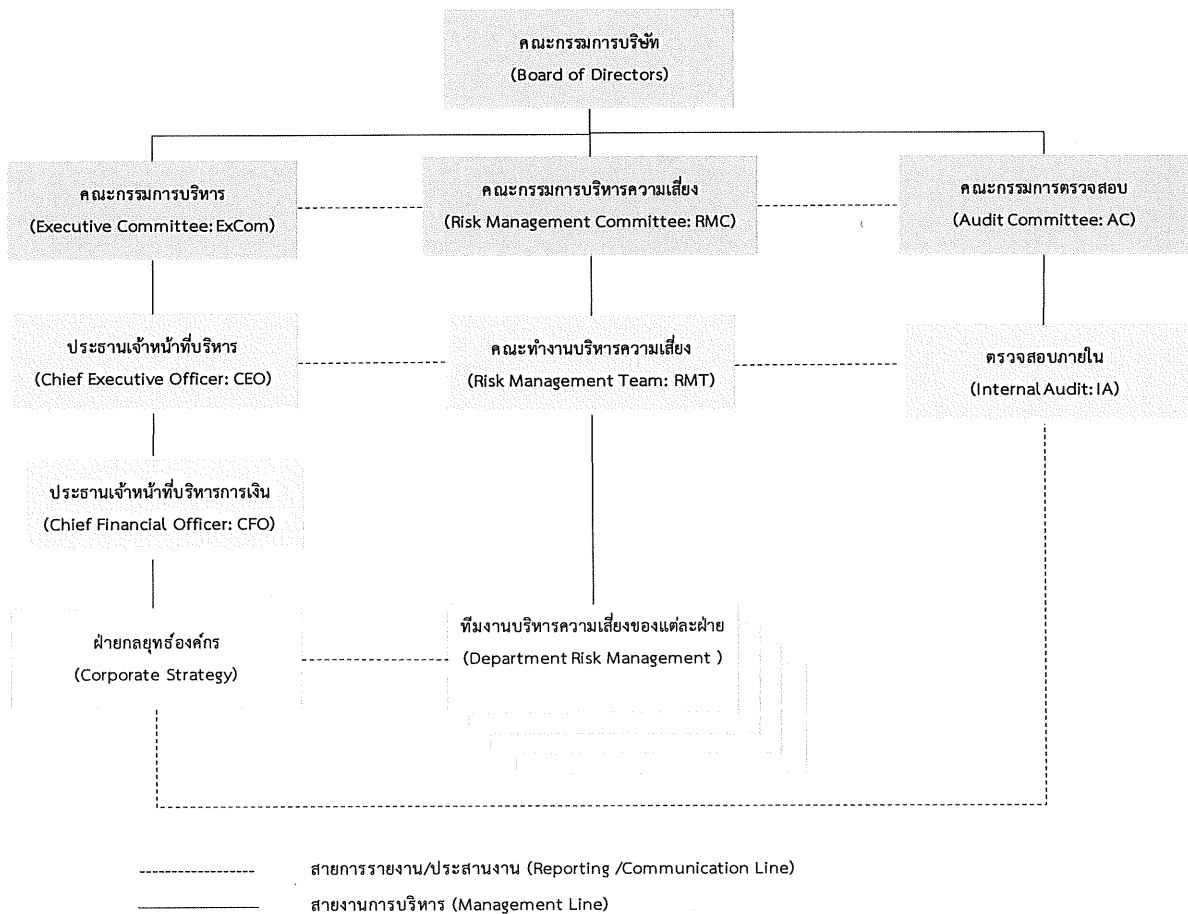 คณะกรรมการบริษัท
(Board of Directors)
คณะกรรมการบริหาร
(Executive Committee: ExCom)
คณะกรรมการบริหารความเสี่ยง
(Risk Management Committee: RMC)
คณะกรรมการตรวจสอบ
(Audit Committee: AC)
ประธานเจ้าหน้าที่บริหาร
(Chief Executive Officer: CEO)
คณะทำงานบริหารความเสี่ยง
(Risk Management Team: RMT)
ตรวจสอบภายใน
(Internal Audit: IA)
ประธานเจ้าหน้าที่บริหารการเงิน
(Chief Financial Officer: CFO)
ฝ่ายกลยุทธ์องค์กร
(Corporate Strategy)
ทีมงานบริหารความเสี่ยงของแต่ละฝ่าย
(Department Risk Management )
สายการรายงาน/ประสานงาน (Reporting /Communication Line)
สายงานการบริหาร (Management Line)